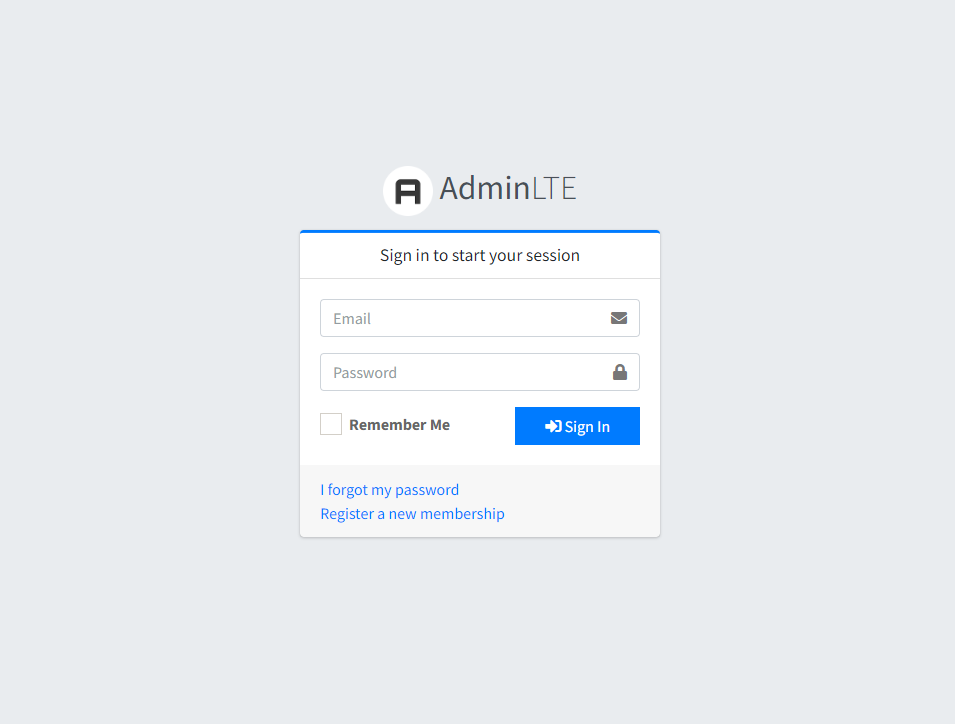 AdminLTE
Sign in to start your session
Email
Password
Remember Me
Sign In
I forgot my password
Register a new membership